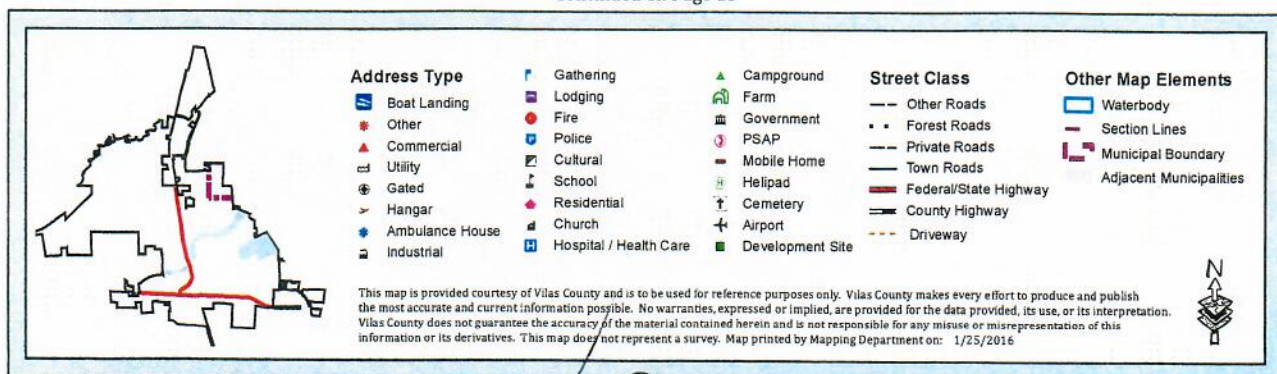 Address Type
Boat Landing
Other
Commercial
Utility
Gated
Hangar
Ambulance House
Industrial
Gathering
Lodging
Fire
Police
Cultural
School
Residential
Church
H Hospital / Health Care
Campground
Farm
Government
PSAP
Mobile Home
H Helipad
Cemetery
Airport
Development Site
Street Class
Other Roads
Forest Roads
Private Roads
Town Roads
Federal/State Highway
County Highway
Driveway
Other Map Elements
Waterbody
Section Lines
Municipal Boundary
Adjacent Municipalities
N
This map is provided courtesy of Vilas County and is to be used for reference purposes only. Vilas County makes every effort to produce and publish
the most accurate and current information possible. No warranties, expressed or implied, are provided for the data provided, its use, or its interpretation.
Vilas County does not guarantee the accuracy of the material contained herein and is not responsible for any misuse or misrepresentation of this
information or its derivatives. This map does not represent a survey. Map printed by Mapping Department on: 1/25/2016